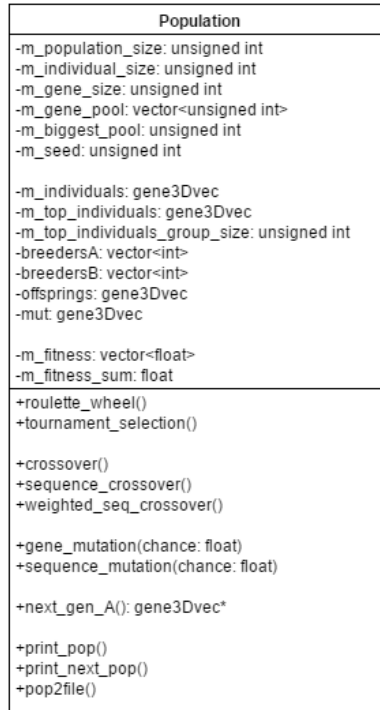 Population
-m_population_size: unsigned int
-m_individual_size: unsigned int
-m_gene_size: unsigned int
-m_gene_pool: vector<unsigned int>
-m_biggest_pool: unsigned int
-m_seed: unsigned int
-m_individuals: gene3Dvec
-m_top_individuals: gene3Dvec
-m_top_individuals_group_size: unsigned int
-breedersA: vector<int>
-breedersB: vector<int>
-offsprings: gene3Dvec
-mut: gene3Dvec
-m_fitness: vector<float>
-m_fitness_sum: float
+roulette_wheel()
+tournament_selection()
+crossover()
+sequence_crossover()
+weighted_seq_crossover()
+gene_mutation(chance: float)
+sequence_mutation(chance: float)
+next_gen_A(): gene3Dvec*
+print_pop()
+print_next_pop()
+pop2file()